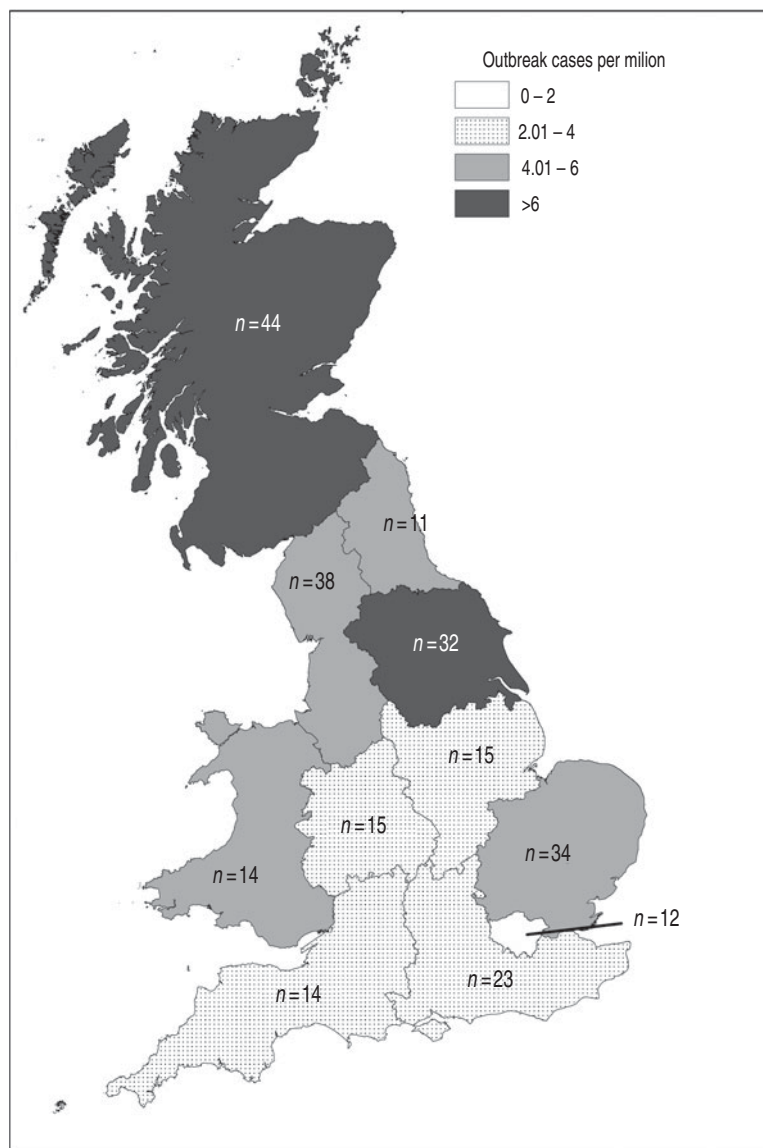 Outbreak cases per milion
0 – 2
2.01 – 4
4.01 – 6
>6
n=44
n=11
n=38
n=32
n=15
n=15
n=34
n=14
n=12
n=23
n=14